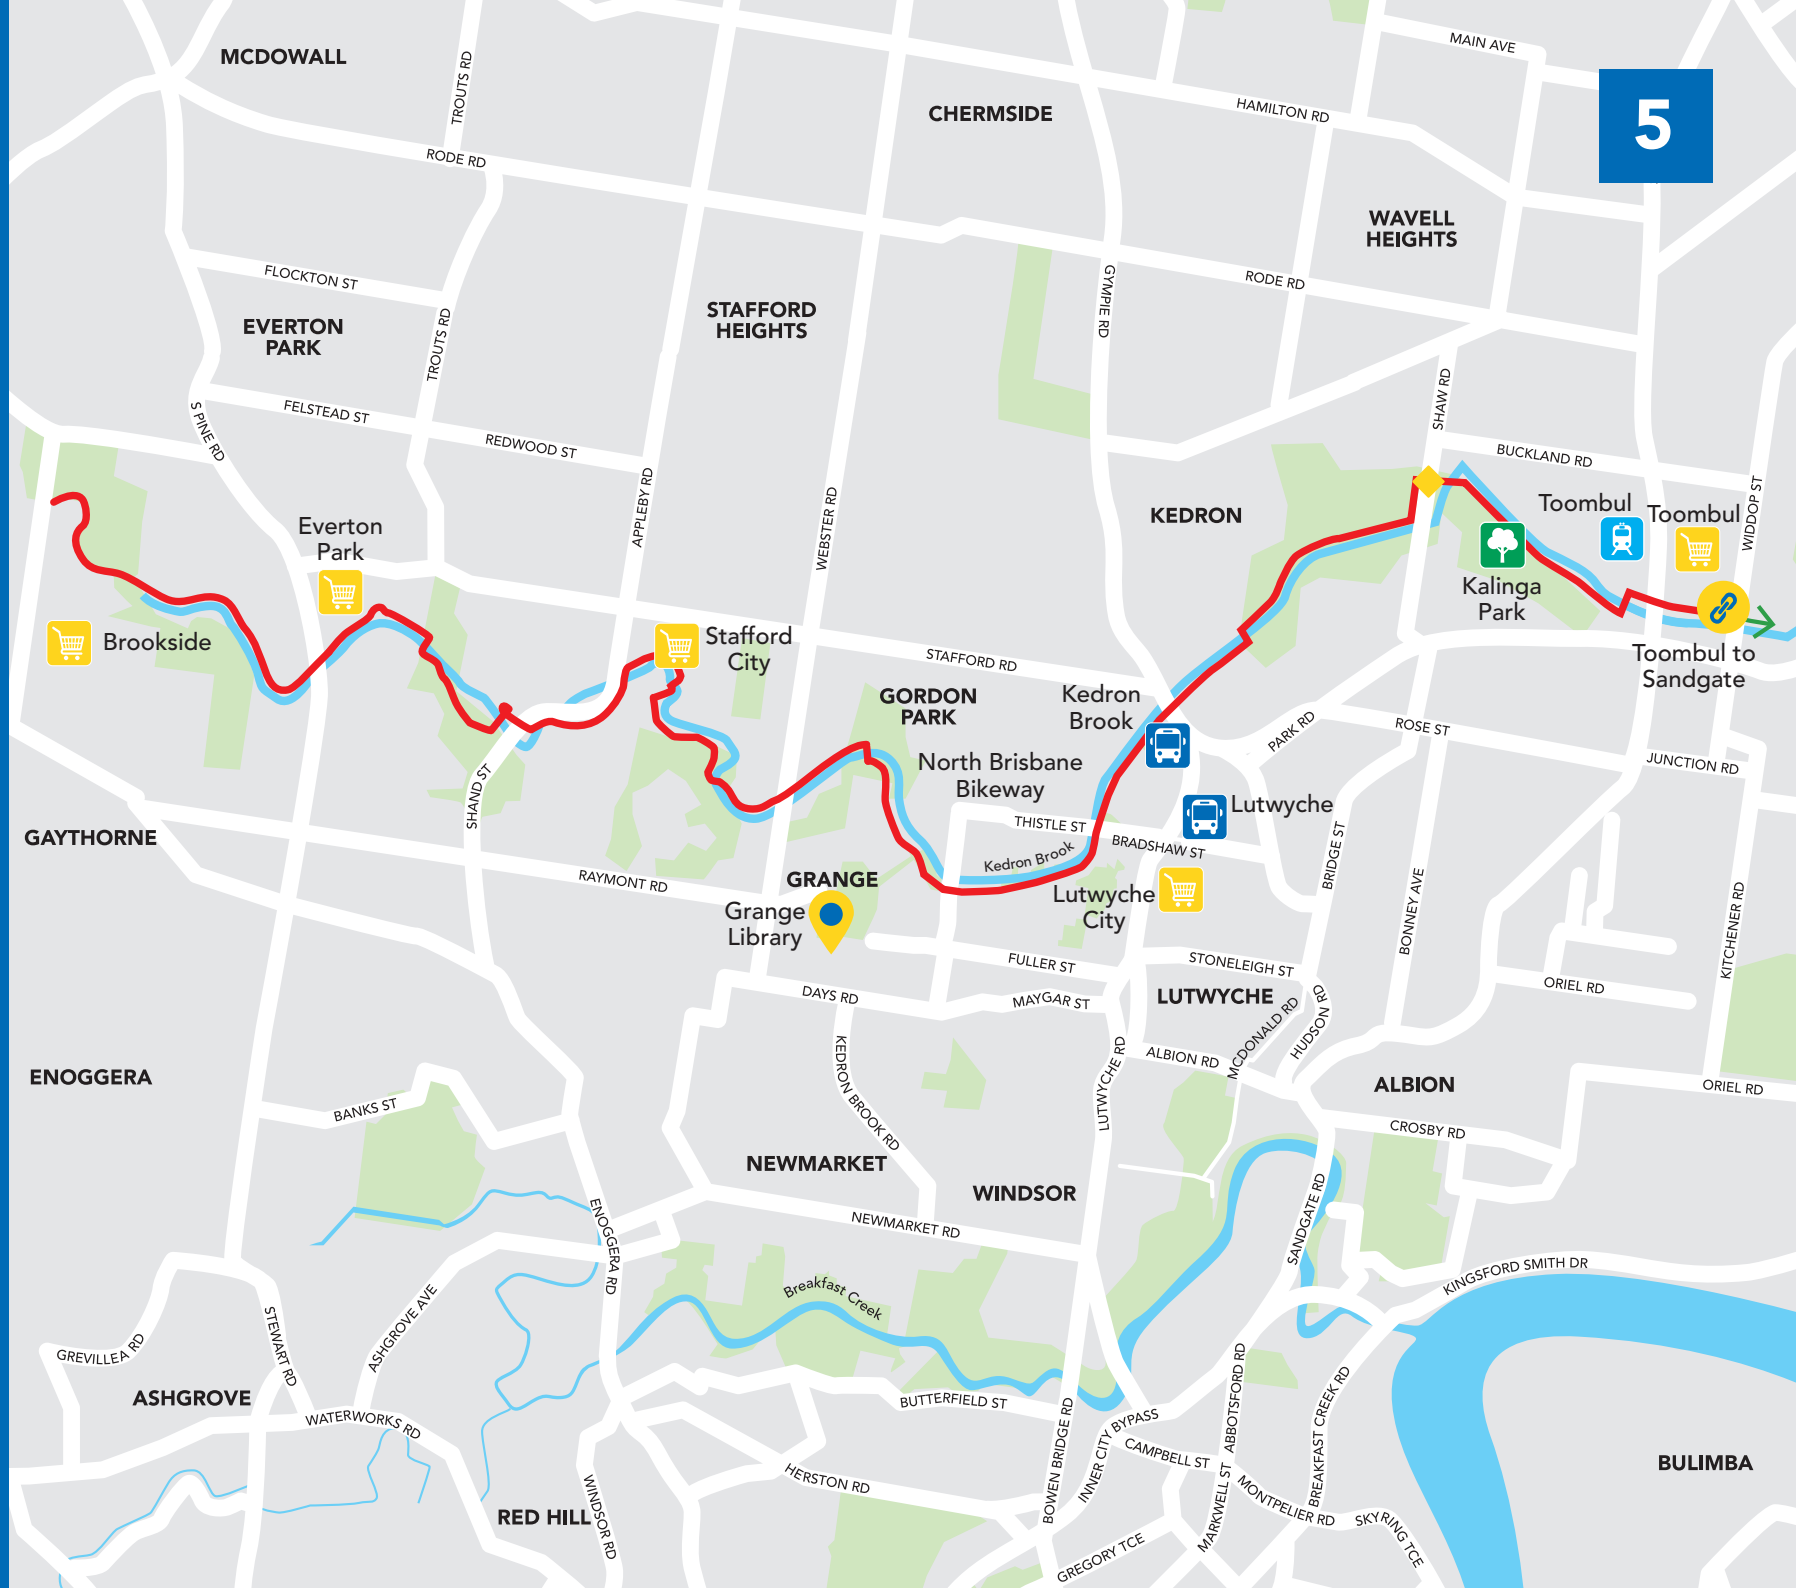 MCDOWALL
TROUTS RD
RODE RD
CHERMSIDE
MAIN AVE
HAMILTON RD
5
WAVELL
HEIGHTS
FLOCKTON ST
EVERTON
PARK
TROUTS RD
STAFFORD
HEIGHTS
GYMPIE RD
RODE RD
S PINE RD
FELSTEAD ST
REDWOOD ST
APPLEBY RD
WEBSTER RD
SHAW RD
BUCKLAND RD
WIDDOP ST
KEDRON
Toombul
Toombul
Everton
Park
Kalinga
Park
Brookside
Stafford
City
STAFFORD RD
Toombul to
Sandgate
GORDON
PARK
Kedron
Brook
PARK RD
ROSE ST
JUNCTION RD
North Brisbane
Bikeway
SHAND ST
Lutwyche
THISTLE ST
BRADSHAW ST
Kedron Brook
BRIDGE ST
GAYTHORNE
RAYMONT RD
GRANGE
Grange
Library
Lutwyche
City
BONNEY AVE
KITCHENER RD
FULLER ST
STONELEIGH ST
ORIEL RD
DAYS RD
MAYGAR ST
LUTWYCHE
MCDONALD RD
HUDSON RD
KEDRON BROOK RD
LUTWYCHE RD
ALBION RD
ENOGGERA
ALBION
ORIEL RD
BANKS ST
CROSBY RD
NEWMARKET
WINDSOR
ENOGGERA RD
NEWMARKET RD
SANDGATE RD
KINGSFORD SMITH DR
Breakfast Creek
STEWART RD
ASHGROVE AVE
GREVILLEA RD
ASHGROVE
WATERWORKS RD
BUTTERFIELD ST
BOWEN BRIDGE RD
INNER CITY BYPASS
ABBOTSFORD RD
BREAKFAST CREEK RD
CAMPBELL ST
HERSTON RD
MARKWELL ST
MONTPELIER RD
SKYRING TCE
BULIMBA
RED HILL
WINDSOR RD
GREGORY TCE